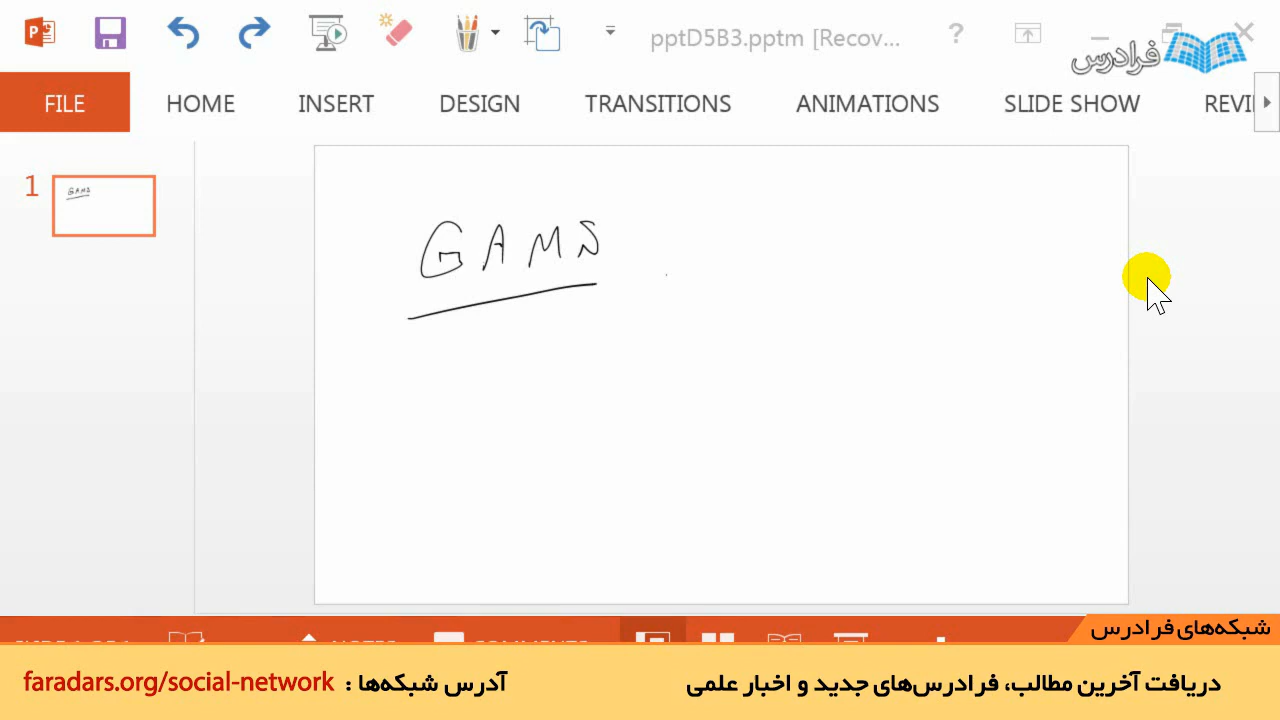 pptD5B3.pptm [Recov... ?
فرادرس
FILE HOME INSERT DESIGN TRANSITIONS ANIMATIONS SLIDE SHOW REVI
1
GAMS
GAMS
شبکه‌های فرادرس
دریافت آخرین مطالب، فرادرس‌های جدید و اخبار علمی
آدرس شبکه‌ها : faradars.org/social-network